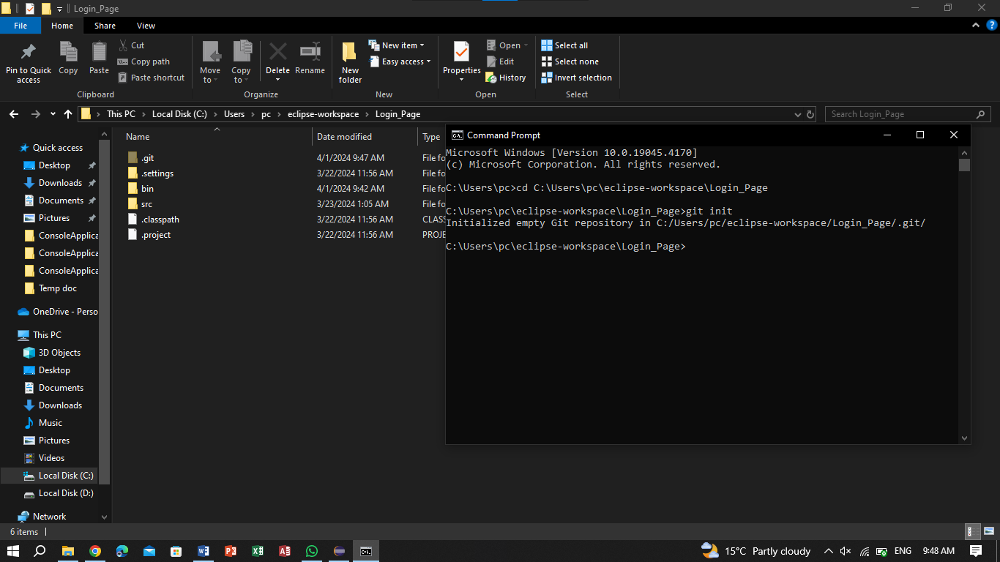 Login_Page
File Home Share View
Pin to Quick access
Copy
Paste
Cut
Copy path
Paste shortcut
Clipboard
Move to
Copy to
Delete
Rename
Organize
New folder
New item
Easy access
New
Properties
Open
Edit
History
Open
Select all
Select none
Invert selection
Select
This PC > Local Disk (C:) > Users > pc > eclipse-workspace > Login_Page
Search Login_Page
Quick access
Desktop
Downloads
Documents
Pictures
ConsoleApplica
ConsoleApplica
ConsoleApplica
Temp doc
OneDrive - Perso
This PC
3D Objects
Desktop
Documents
Downloads
Music
Pictures
Videos
Local Disk (C:)
Local Disk (D:)
Network
Name Date modified Type
.git 4/1/2024 9:47 AM File fo
.settings 3/22/2024 11:56 AM File fo
bin 4/1/2024 9:42 AM File fo
src 3/23/2024 1:05 AM File fo
.classpath 3/22/2024 11:56 AM CLASS
.project 3/22/2024 11:56 AM PROJE
Command Prompt
Microsoft Windows [Version 10.0.19045.4170]
(c) Microsoft Corporation. All rights reserved.
C:\Users\pc>cd C:\Users\pc\eclipse-workspace\Login_Page
C:\Users\pc\eclipse-workspace\Login_Page>git init
Initialized empty Git repository in C:/Users/pc/eclipse-workspace/Login_Page/.git/
C:\Users\pc\eclipse-workspace\Login_Page>
6 items
15°C Partly cloudy ENG 9:48 AM